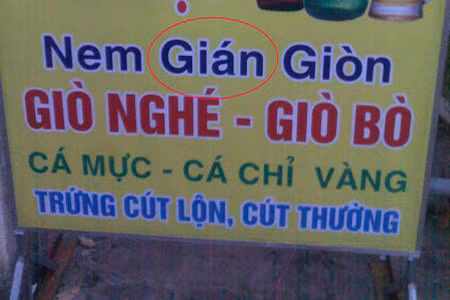 Nem Gián Giòn
GIÒ NGHÉ - GIÒ BÒ
CÁ MỰC - CÁ CHỈ VÀNG
TRỨNG CÚT LỘN, CÚT THƯỜNG